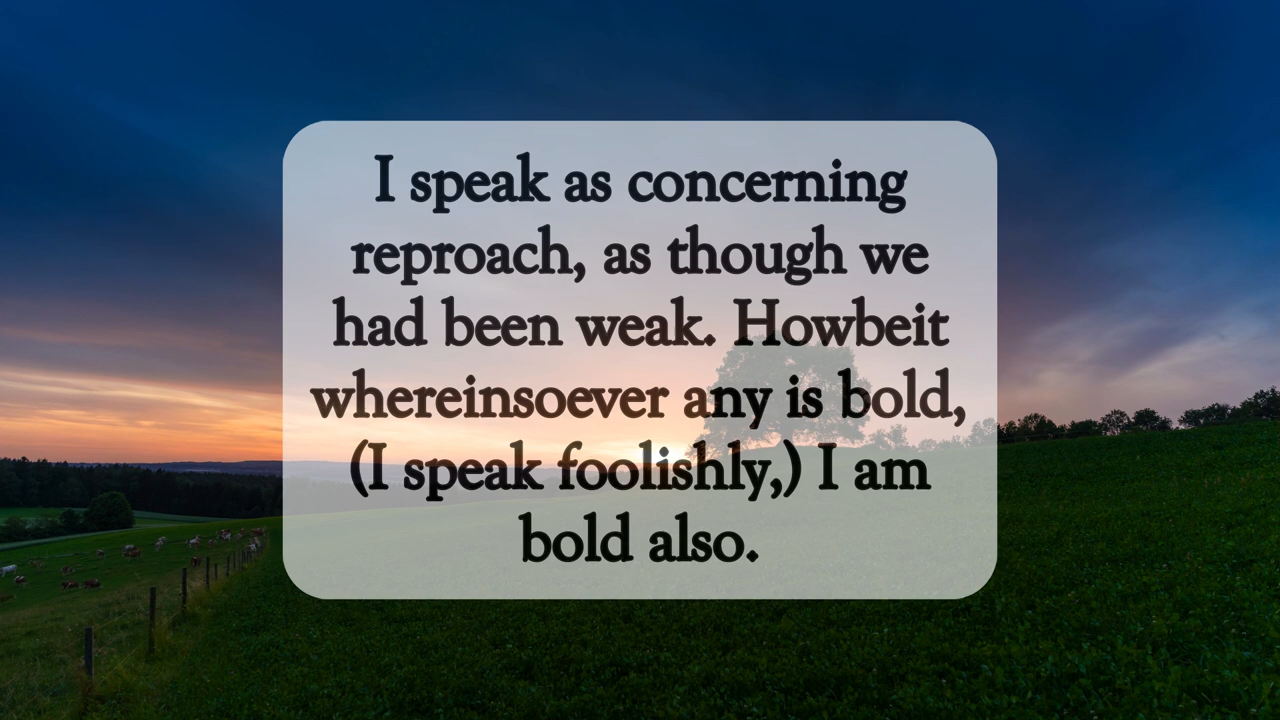 I speak as concerning
reproach, as though we
had been weak. Howbeit
whereinsoever any is bold,
(I speak foolishly,) I am
bold also.